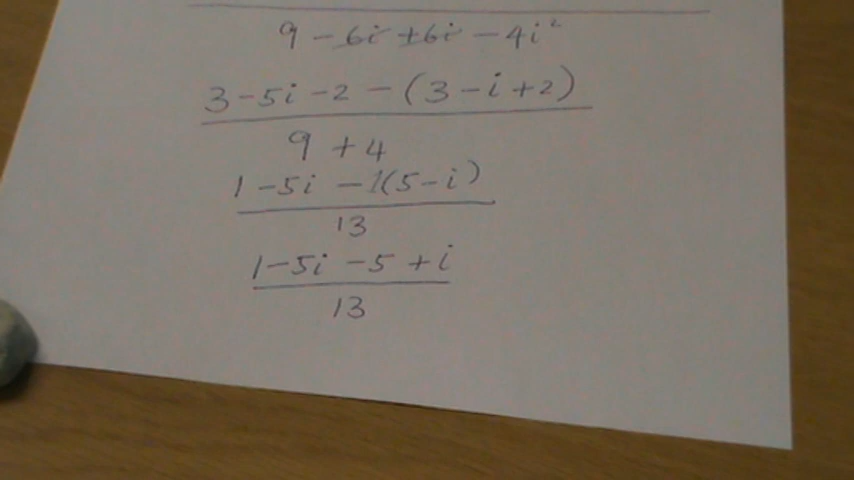 9 - 6i + 6i - 4i²
3 - 5i - 2 - (3 - i + 2)
9 + 4
1 - 5i - 1(5 - i)
13
1 - 5i - 5 + i
13